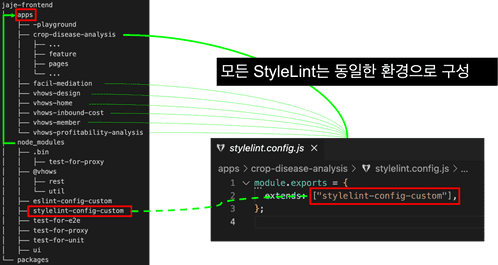 jaje-frontend
├── apps
│   ├── -playground
│   ├── crop-disease-analysis
│   │   ├── ...
│   │   ├── feature
│   │   ├── pages
│   │   └── ...
│   ├── facil-mediation
│   ├── vhows-design
│   ├── vhows-home
│   ├── vhows-inbound-cost
│   ├── vhows-member
│   └── vhows-profitability-analysis
├── node_modules
│   ├── .bin
│   │   ├── test-for-proxy
│   ├── @vhows
│   │   ├── rest
│   │   └── util
│   ├── eslint-config-custom
│   ├── stylelint-config-custom
│   ├── test-for-e2e
│   ├── test-for-proxy
│   ├── test-for-unit
│   ├── ui
└── packages
모든 StyleLint는 동일한 환경으로 구성
stylelint.config.js ×
apps > crop-disease-analysis > stylelint.config.js > ...
1 module.exports = {
2 extends: ["stylelint-config-custom"],
3 };
4